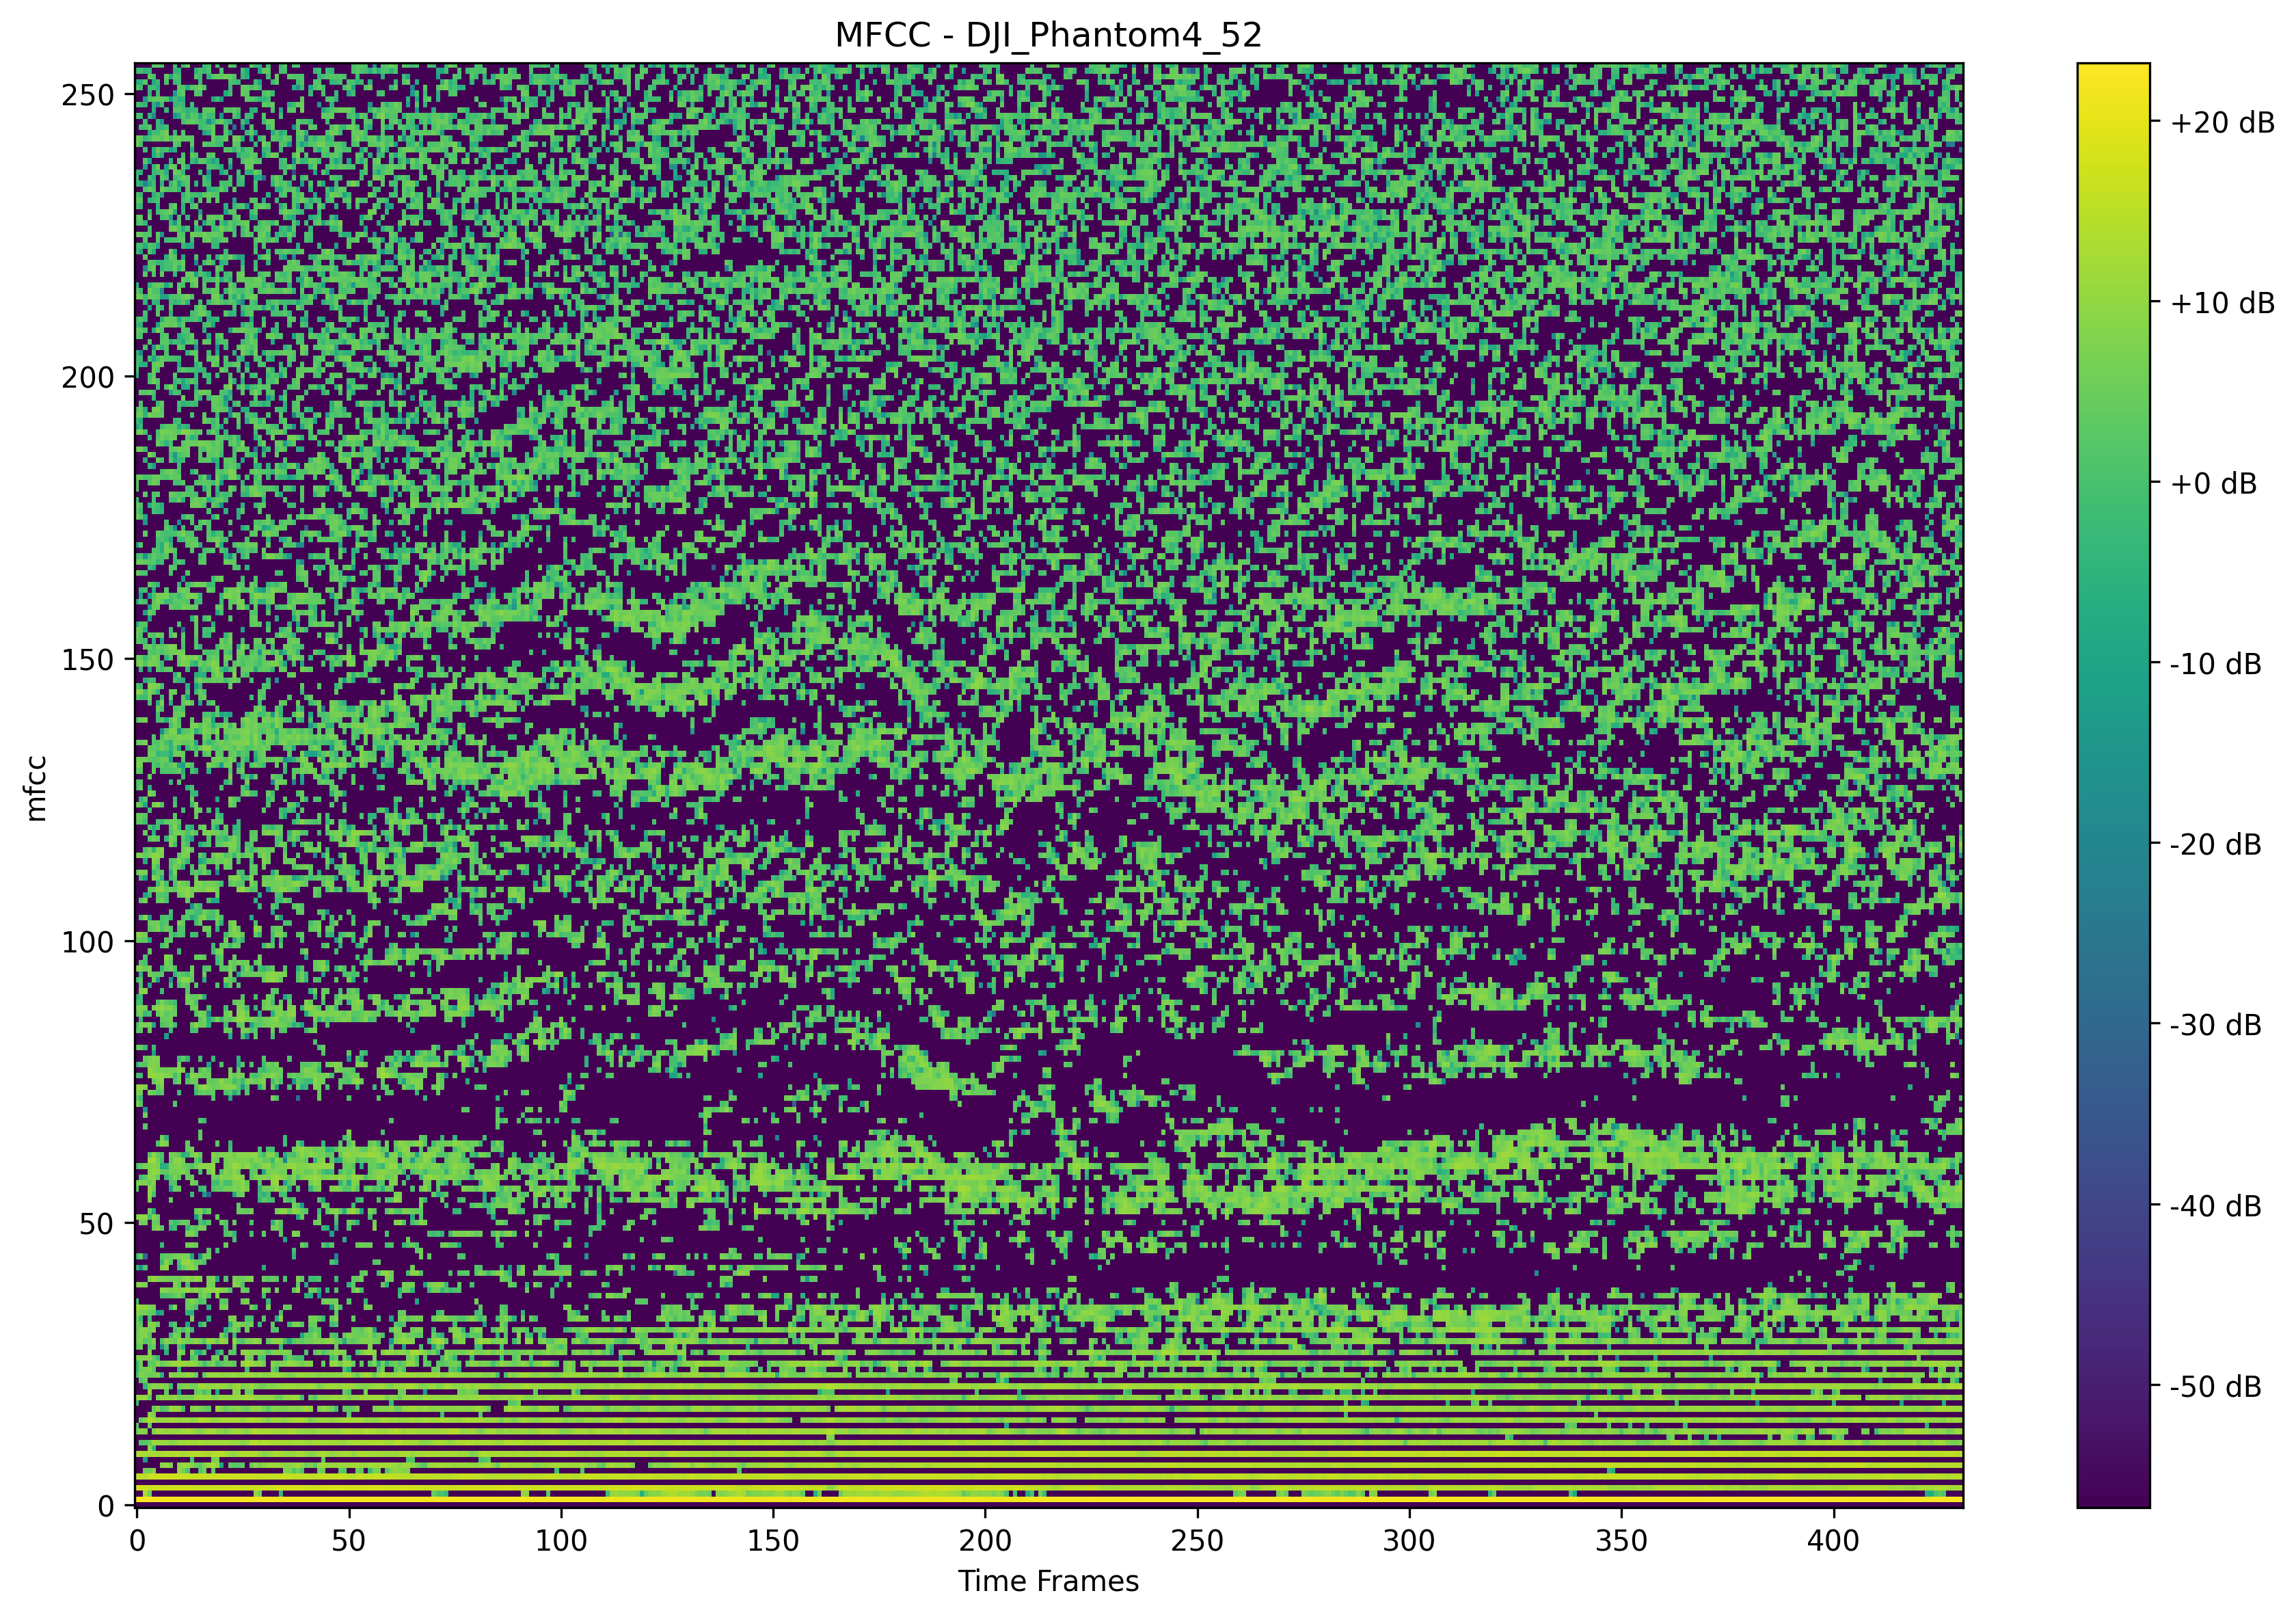 MFCC - DJI_Phantom4_52
250
200
150
100
50
0
mfcc
0 50 100 150 200 250 300 350 400
Time Frames
+20 dB
+10 dB
+0 dB
-10 dB
-20 dB
-30 dB
-40 dB
-50 dB